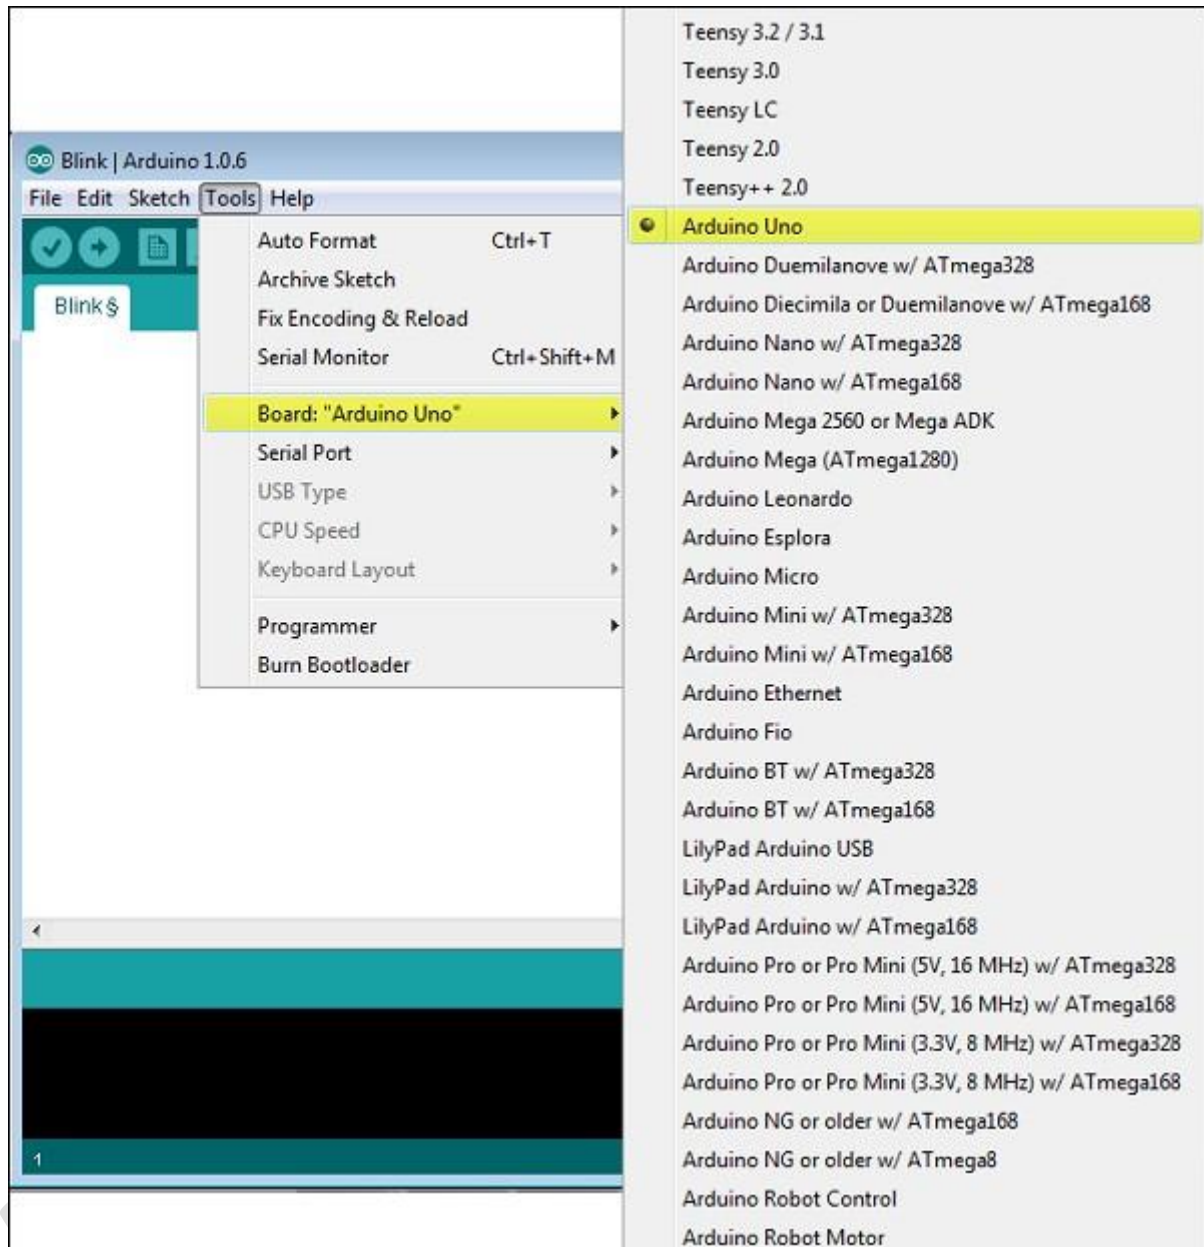 Blink | Arduino 1.0.6
File Edit Sketch Tools Help
Blink §
Auto Format Ctrl+T
Archive Sketch
Fix Encoding & Reload
Serial Monitor Ctrl+Shift+M
Board: "Arduino Uno"
Serial Port
USB Type
CPU Speed
Keyboard Layout
Programmer
Burn Bootloader
1
Teensy 3.2 / 3.1
Teensy 3.0
Teensy LC
Teensy 2.0
Teensy++ 2.0
Arduino Uno
Arduino Duemilanove w/ ATmega328
Arduino Diecimila or Duemilanove w/ ATmega168
Arduino Nano w/ ATmega328
Arduino Nano w/ ATmega168
Arduino Mega 2560 or Mega ADK
Arduino Mega (ATmega1280)
Arduino Leonardo
Arduino Esplora
Arduino Micro
Arduino Mini w/ ATmega328
Arduino Mini w/ ATmega168
Arduino Ethernet
Arduino Fio
Arduino BT w/ ATmega328
Arduino BT w/ ATmega168
LilyPad Arduino USB
LilyPad Arduino w/ ATmega328
LilyPad Arduino w/ ATmega168
Arduino Pro or Pro Mini (5V, 16 MHz) w/ ATmega328
Arduino Pro or Pro Mini (5V, 16 MHz) w/ ATmega168
Arduino Pro or Pro Mini (3.3V, 8 MHz) w/ ATmega328
Arduino Pro or Pro Mini (3.3V, 8 MHz) w/ ATmega168
Arduino NG or older w/ ATmega168
Arduino NG or older w/ ATmega8
Arduino Robot Control
Arduino Robot Motor